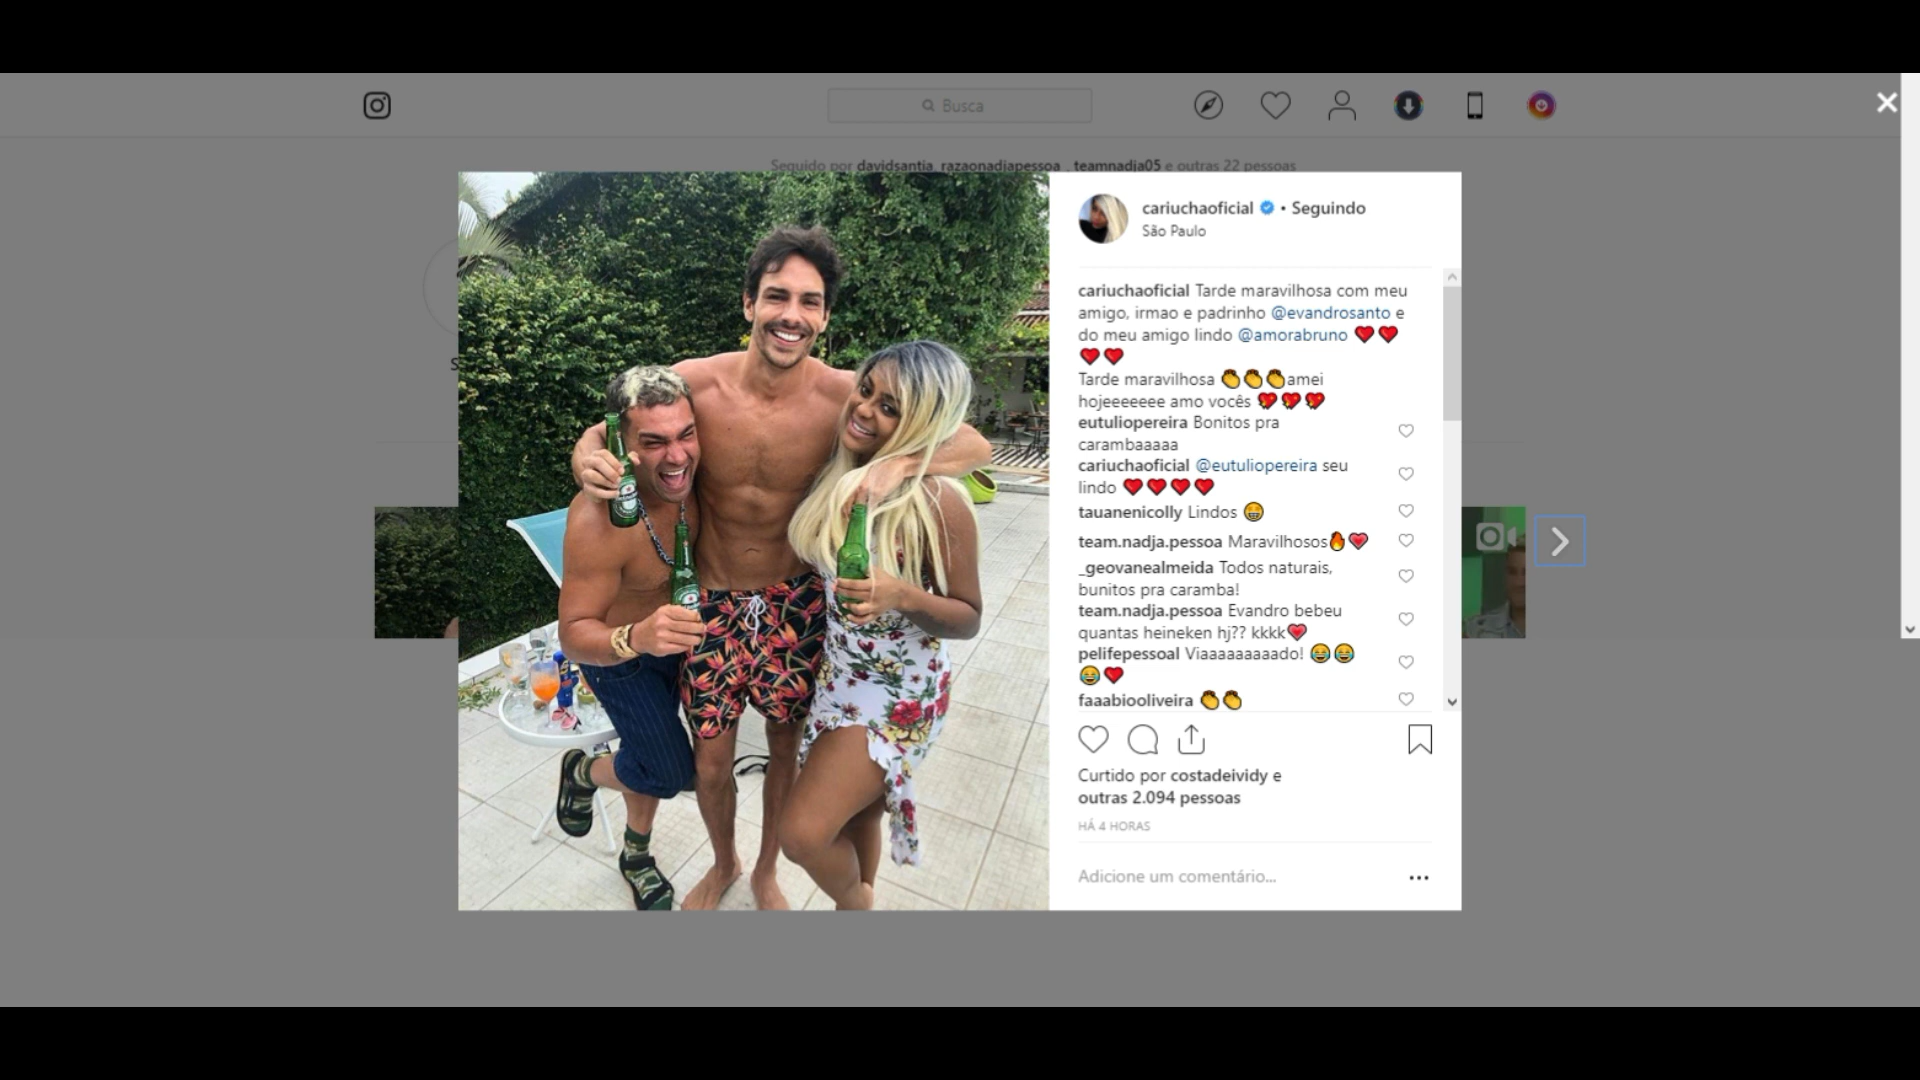 Busca
Seguido por davidsantia, razaonadjapessoa , teamnadja05 e outras 22 pessoas
cariuchaoficial • Seguindo
São Paulo
cariuchaoficial Tarde maravilhosa com meu
amigo, irmao e padrinho @evandrosanto e
do meu amigo lindo @amorabruno ❤❤
❤❤
Tarde maravilhosa 👏👏👏amei
hojeeeeeee amo vocês 💖💖💖
eutuliopereira Bonitos pra
carambaaaaa
cariuchaoficial @eutuliopereira seu
lindo ❤❤❤❤
tauanenicolly Lindos 😁
team.nadja.pessoa Maravilhosos🔥💗
_geovanealmeida Todos naturais,
bunitos pra caramba!
team.nadja.pessoa Evandro bebeu
quantas heineken hj?? kkkk💗
pelifepessoal Viaaaaaaaaado! 😂😂
😂❤
faaabiooliveira 👏👏
Curtido por costadeividy e
outras 2.094 pessoas
HÁ 4 HORAS
Adicione um comentário...